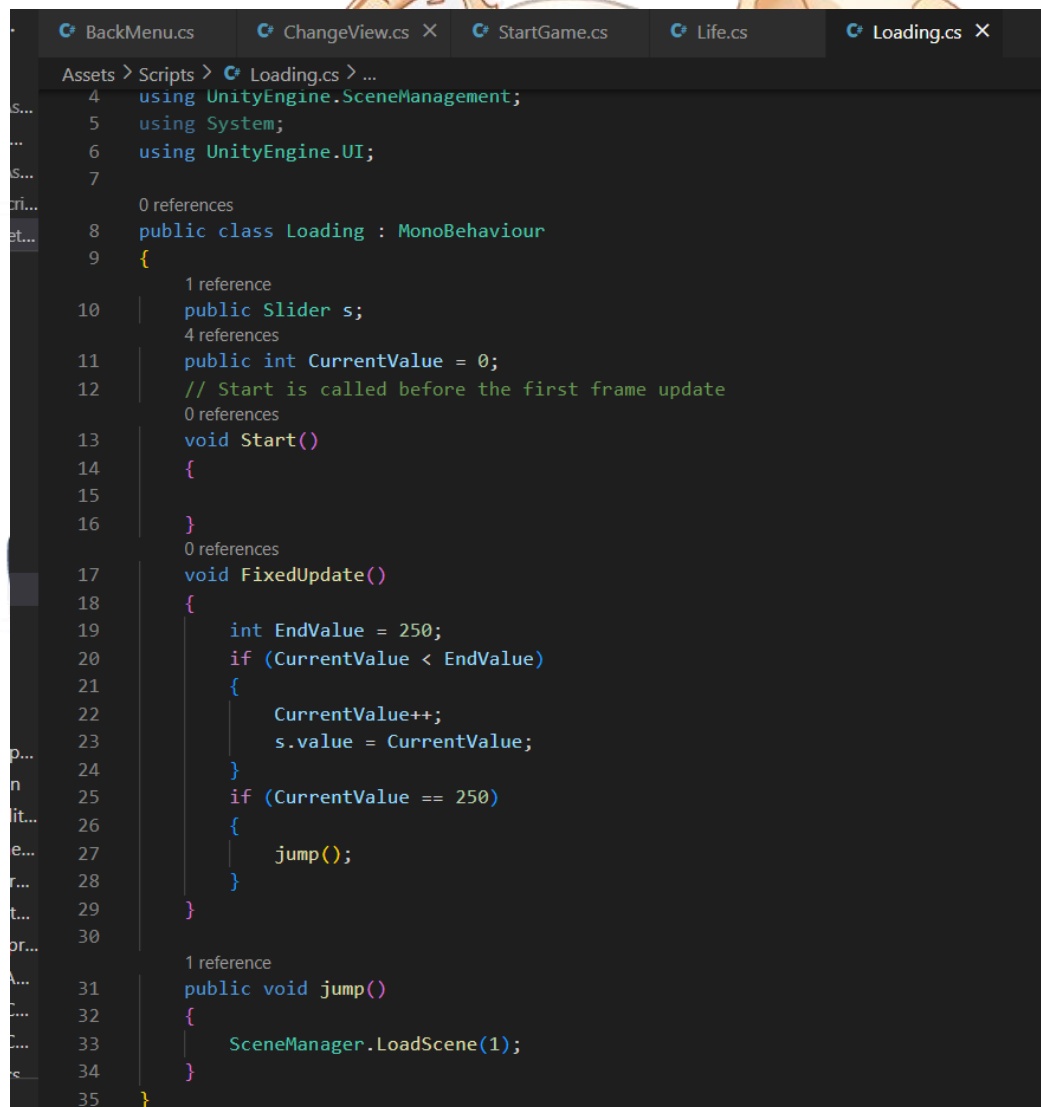 BackMenu.cs
ChangeView.cs
StartGame.cs
Life.cs
Loading.cs
Assets > Scripts > Loading.cs > ...
4 using UnityEngine.SceneManagement;
5 using System;
6 using UnityEngine.UI;
7
0 references
8 public class Loading : MonoBehaviour
9 {
1 reference
10 public Slider s;
4 references
11 public int CurrentValue = 0;
12 // Start is called before the first frame update
0 references
13 void Start()
14 {
15
16 }
0 references
17 void FixedUpdate()
18 {
19 int EndValue = 250;
20 if (CurrentValue < EndValue)
21 {
22 CurrentValue++;
23 s.value = CurrentValue;
24 }
25 if (CurrentValue == 250)
26 {
27 jump();
28 }
29 }
30
1 reference
31 public void jump()
32 {
33 SceneManager.LoadScene(1);
34 }
35 }